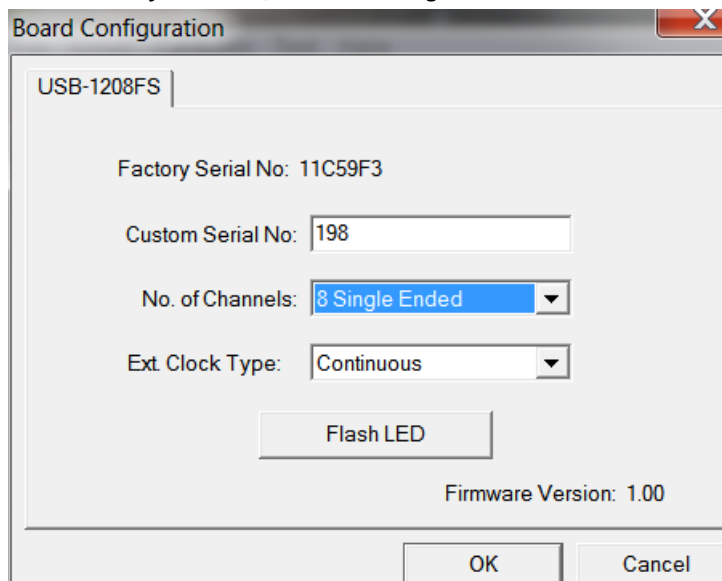 Board Configuration
USB-1208FS
Factory Serial No: 11C59F3
Custom Serial No: 198
No. of Channels: 8 Single Ended
Ext. Clock Type: Continuous
Flash LED
Firmware Version: 1.00
OK Cancel